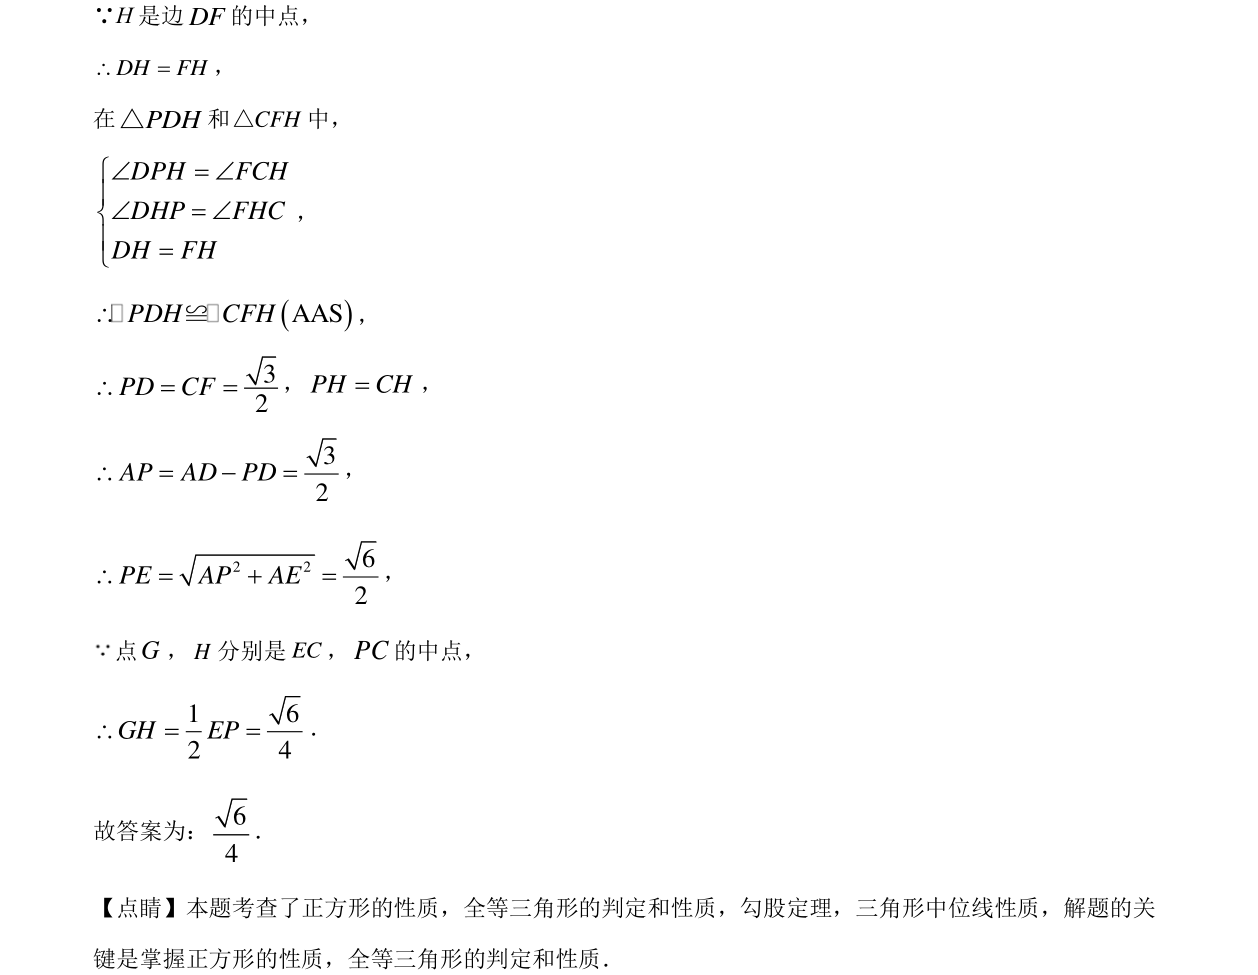 ∵H是边DF的中点，
∴DH = FH，
在△PDH和△CFH中，
{∠DPH = ∠FCH
∠DHP = ∠FHC，
DH = FH
∴□PDH≌□CFH(AAS)，
∴PD = CF = √3/2，PH = CH，
∴AP = AD − PD = √3/2，
∴PE = √(AP² + AE²) = √6/2，
∵点G，H分别是EC，PC的中点，
∴GH = 1/2 EP = √6/4．
故答案为：√6/4．
【点睛】本题考查了正方形的性质，全等三角形的判定和性质，勾股定理，三角形中位线性质，解题的关
键是掌握正方形的性质，全等三角形的判定和性质．